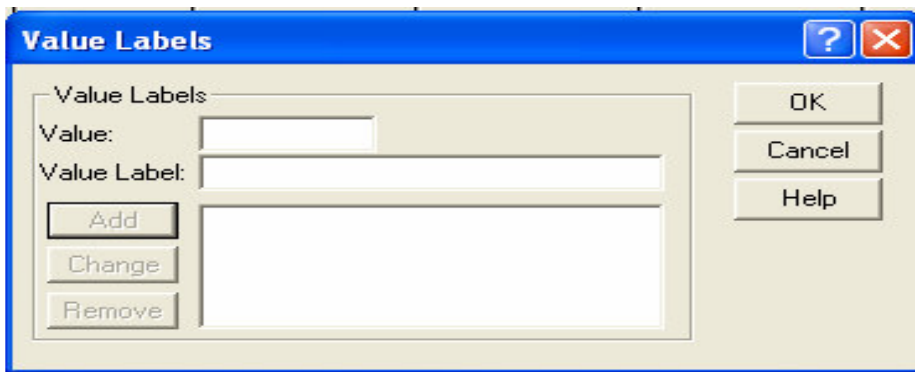 Value Labels
Value Labels
Value:
Value Label:
Add
Change
Remove
OK
Cancel
Help